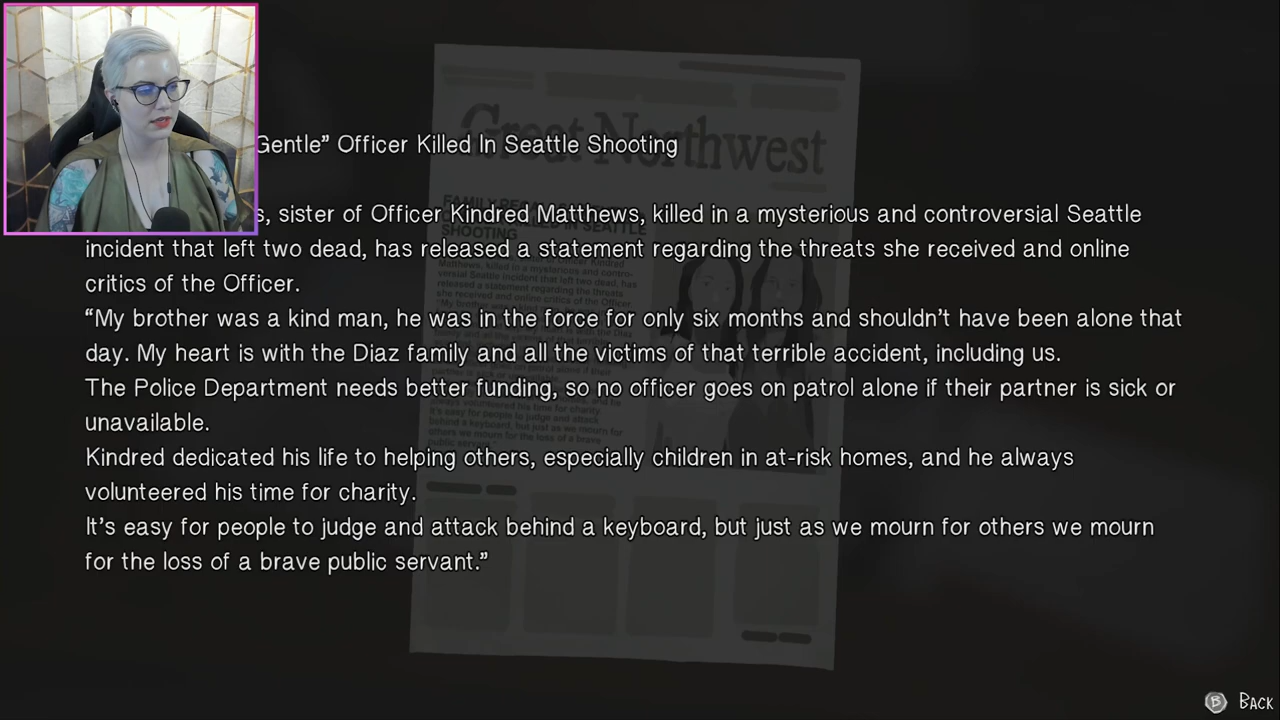 Great Northwest
Gentle” Officer Killed In Seattle Shooting
s, sister of Officer Kindred Matthews, killed in a mysterious and controversial Seattle
incident that left two dead, has released a statement regarding the threats she received and online
critics of the Officer.
“My brother was a kind man, he was in the force for only six months and shouldn’t have been alone that
day. My heart is with the Diaz family and all the victims of that terrible accident, including us.
The Police Department needs better funding, so no officer goes on patrol alone if their partner is sick or
unavailable.
Kindred dedicated his life to helping others, especially children in at-risk homes, and he always
volunteered his time for charity.
It’s easy for people to judge and attack behind a keyboard, but just as we mourn for others we mourn
for the loss of a brave public servant.”
B BACK